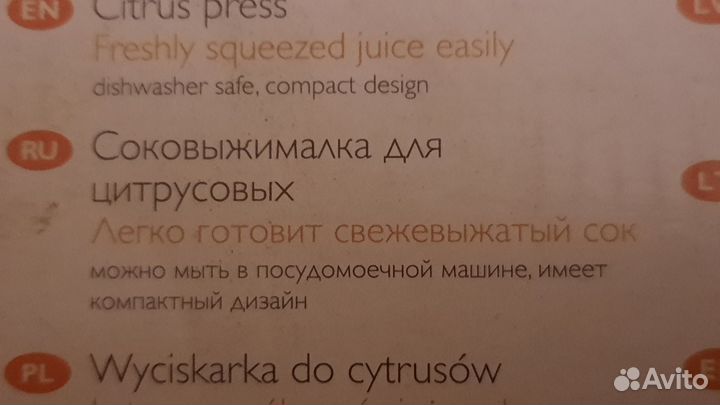 EN Citrus press
Freshly squeezed juice easily
dishwasher safe, compact design
RU Соковыжималка для
цитрусовых
Легко готовит свежевыжатый сок
можно мыть в посудомоечной машине, имеет
компактный дизайн
PL Wyciskarka do cytrusów
Avito